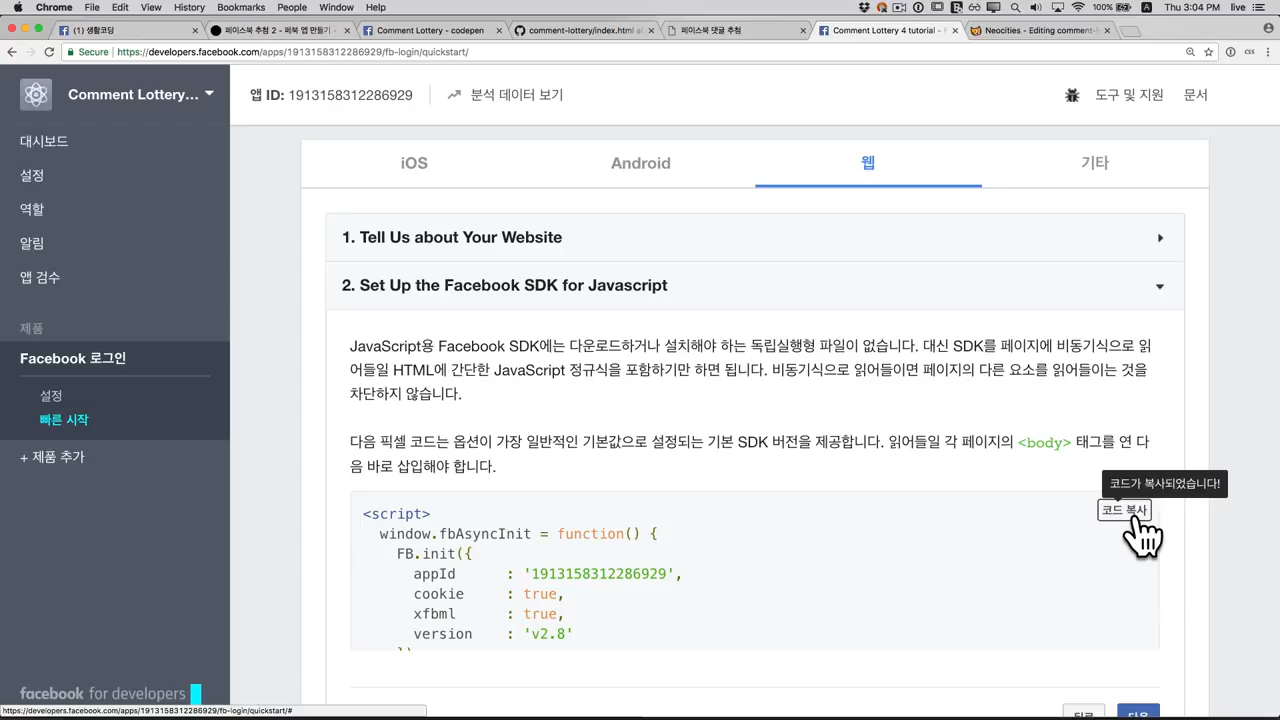 Chrome File Edit View History Bookmarks People Window Help
100% Thu 3:04 PM live
(1) 생활코딩
페이스북 추첨 2 - 퍼북 앱 만들기 -
Comment Lottery - codepen
comment-lottery/index.html at
페이스북 댓글 추첨
Comment Lottery 4 tutorial - F
Neocities - Editing comment-l
Secure https://developers.facebook.com/apps/1913158312286929/fb-login/quickstart/
css
Comment Lottery...
앱 ID: 1913158312286929
분석 데이터 보기
도구 및 지원
문서
대시보드
설정
역할
알림
앱 검수
제품
Facebook 로그인
설정
빠른 시작
+ 제품 추가
facebook for developers
iOS
Android
웹
기타
1. Tell Us about Your Website
2. Set Up the Facebook SDK for Javascript
JavaScript용 Facebook SDK에는 다운로드하거나 설치해야 하는 독립실행형 파일이 없습니다. 대신 SDK를 페이지에 비동기식으로 읽
어들일 HTML에 간단한 JavaScript 정규식을 포함하기만 하면 됩니다. 비동기식으로 읽어들이면 페이지의 다른 요소를 읽어들이는 것을
차단하지 않습니다.
다음 픽셀 코드는 옵션이 가장 일반적인 기본값으로 설정되는 기본 SDK 버전을 제공합니다. 읽어들일 각 페이지의 <body> 태그를 연 다
음 바로 삽입해야 합니다.
코드가 복사되었습니다!
코드 복사
<script>
window.fbAsyncInit = function() {
FB.init({
appId : '1913158312286929',
cookie : true,
xfbml : true,
version : 'v2.8'
})
뒤로
다음
https://developers.facebook.com/apps/1913158312286929/fb-login/quickstart/#